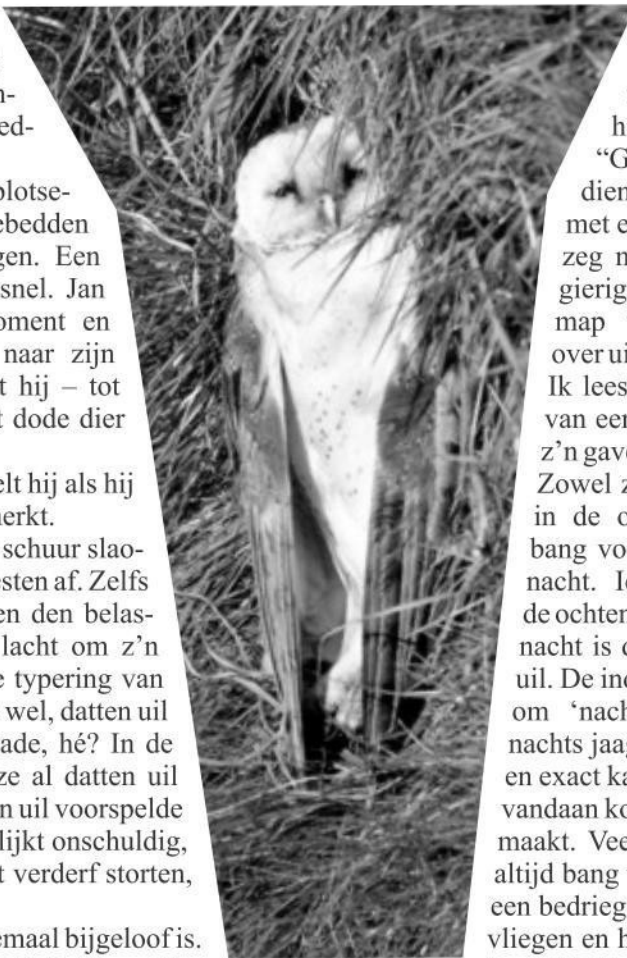 n-
ed-
plotse-
ebedden
gen. Een
snel. Jan
oment en
naar zijn
t hij – tot
t dode dier
elt hij als hij
erkt.
schuur slao-
esten af. Zelfs
en den belas-
lacht om z'n
e typering van
wel, datten uil
ade, hé? In de
ze al datten uil
n uil voorspelde
lijkt onschuldig,
t verderf storten,
emaal bijgeloof is.
h
“G
dien
met e
zeg n
gierig
map
over ui
Ik lees
van eer
z'n gave
Zowel z
in de o
bang vo
nacht. Ic
de ochten
nacht is d
uil. De ind
om ‘nach
nachts jaag
en exact ka
vandaan ko
maakt. Vee
altijd bang
een bedrieg
vliegen en h